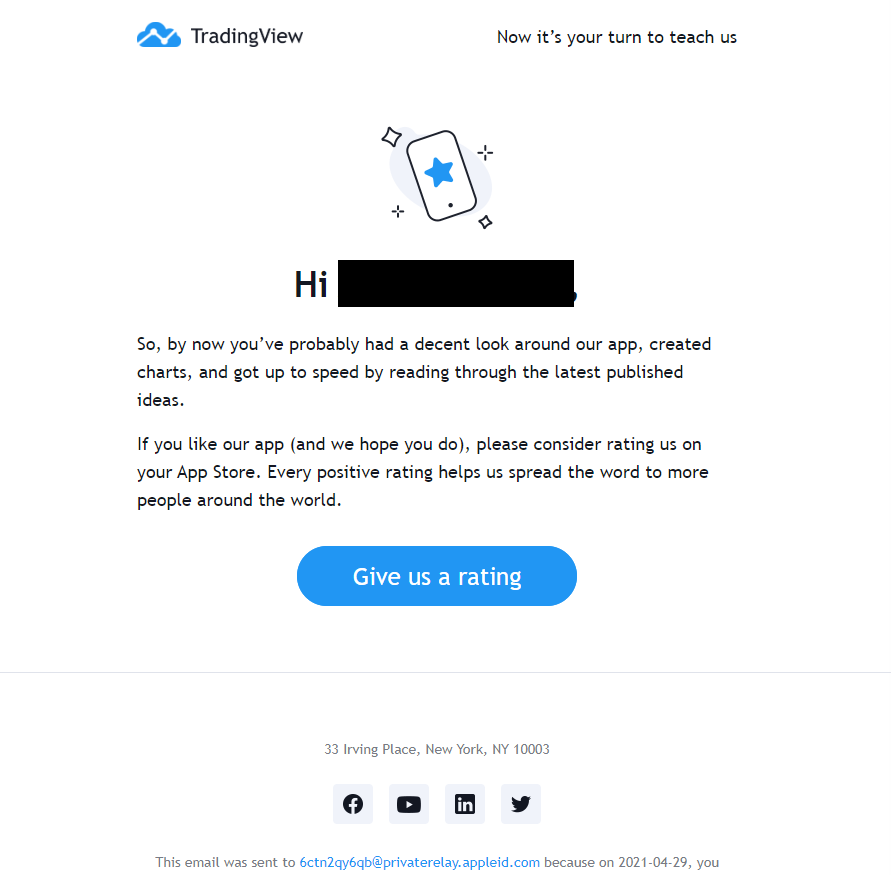 TradingView
Now it’s your turn to teach us
Hi ,
So, by now you’ve probably had a decent look around our app, created
charts, and got up to speed by reading through the latest published
ideas.
If you like our app (and we hope you do), please consider rating us on
your App Store. Every positive rating helps us spread the word to more
people around the world.
Give us a rating
33 Irving Place, New York, NY 10003
This email was sent to 6ctn2qy6qb@privaterelay.appleid.com because on 2021-04-29, you